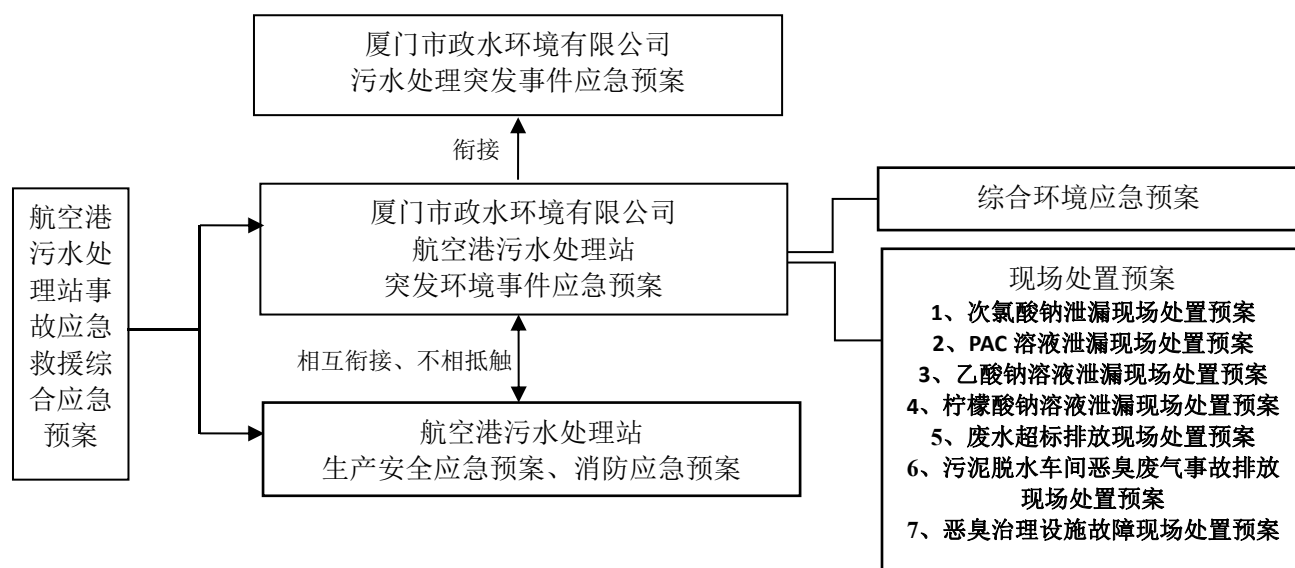 厦门市政水环境有限公司
污水处理突发事件应急预案
衔接
航空港
污水处
理站事
故应急
救援综
合应急
预案
厦门市政水环境有限公司
航空港污水处理站
突发环境事件应急预案
相互衔接、不相抵触
航空港污水处理站
生产安全应急预案、消防应急预案
综合环境应急预案
现场处置预案
1、次氯酸钠泄漏现场处置预案
2、PAC 溶液泄漏现场处置预案
3、乙酸钠溶液泄漏现场处置预案
4、柠檬酸钠溶液泄漏现场处置预案
5、废水超标排放现场处置预案
6、污泥脱水车间恶臭废气事故排放
现场处置预案
7、恶臭治理设施故障现场处置预案